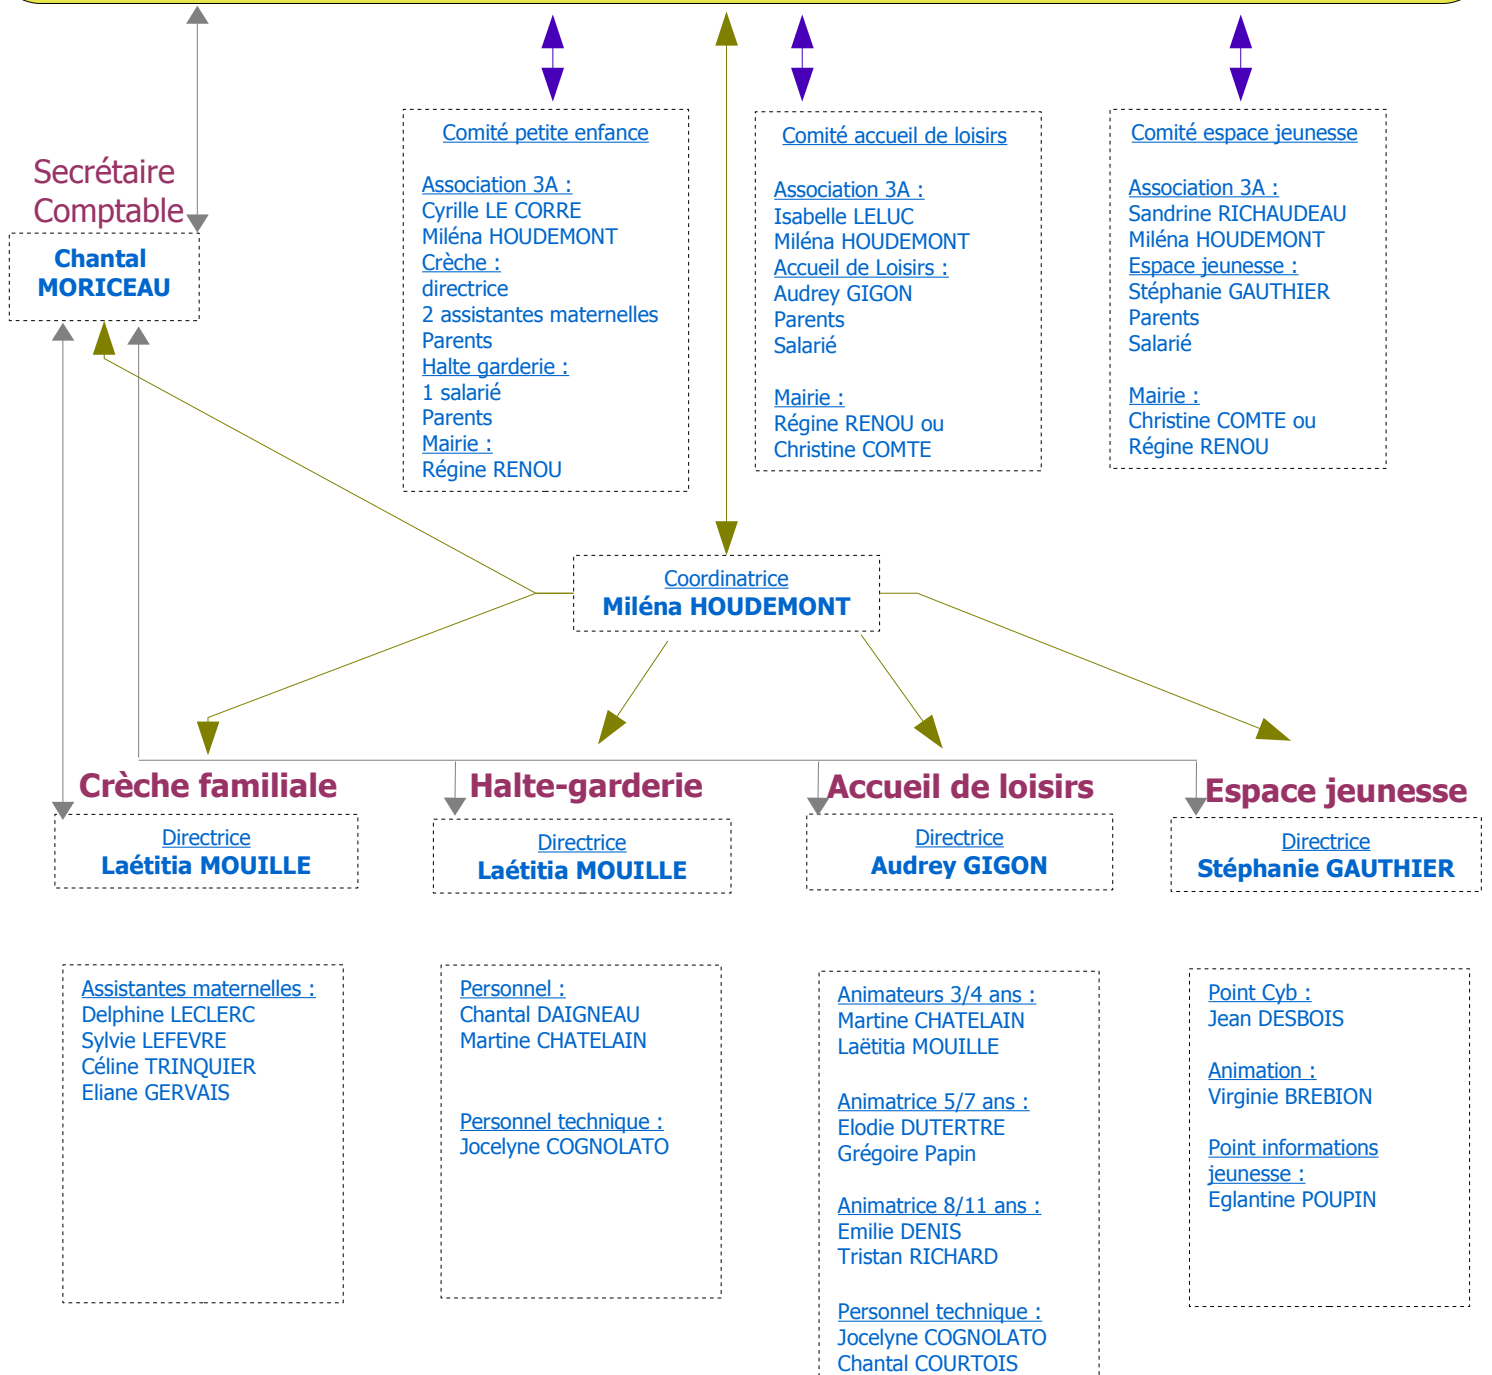 Secrétaire
Comptable
Chantal
MORICEAU
Comité petite enfance
Association 3A :
Cyrille LE CORRE
Miléna HOUDEMONT
Crèche :
directrice
2 assistantes maternelles
Parents
Halte garderie :
1 salarié
Parents
Mairie :
Régine RENOU
Comité accueil de loisirs
Association 3A :
Isabelle LELUC
Miléna HOUDEMONT
Accueil de Loisirs :
Audrey GIGON
Parents
Salarié
Mairie :
Régine RENOU ou
Christine COMTE
Comité espace jeunesse
Association 3A :
Sandrine RICHAUDEAU
Miléna HOUDEMONT
Espace jeunesse :
Stéphanie GAUTHIER
Parents
Salarié
Mairie :
Christine COMTE ou
Régine RENOU
Coordinatrice
Miléna HOUDEMONT
Crèche familiale
Directrice
Laétitia MOUILLE
Assistantes maternelles :
Delphine LECLERC
Sylvie LEFEVRE
Céline TRINQUIER
Eliane GERVAIS
Halte-garderie
Directrice
Laétitia MOUILLE
Personnel :
Chantal DAIGNEAU
Martine CHATELAIN
Personnel technique :
Jocelyne COGNOLATO
Accueil de loisirs
Directrice
Audrey GIGON
Animateurs 3/4 ans :
Martine CHATELAIN
Laëtitia MOUILLE
Animatrice 5/7 ans :
Elodie DUTERTRE
Grégoire Papin
Animatrice 8/11 ans :
Emilie DENIS
Tristan RICHARD
Personnel technique :
Jocelyne COGNOLATO
Chantal COURTOIS
Espace jeunesse
Directrice
Stéphanie GAUTHIER
Point Cyb :
Jean DESBOIS
Animation :
Virginie BREBION
Point informations
jeunesse :
Eglantine POUPIN